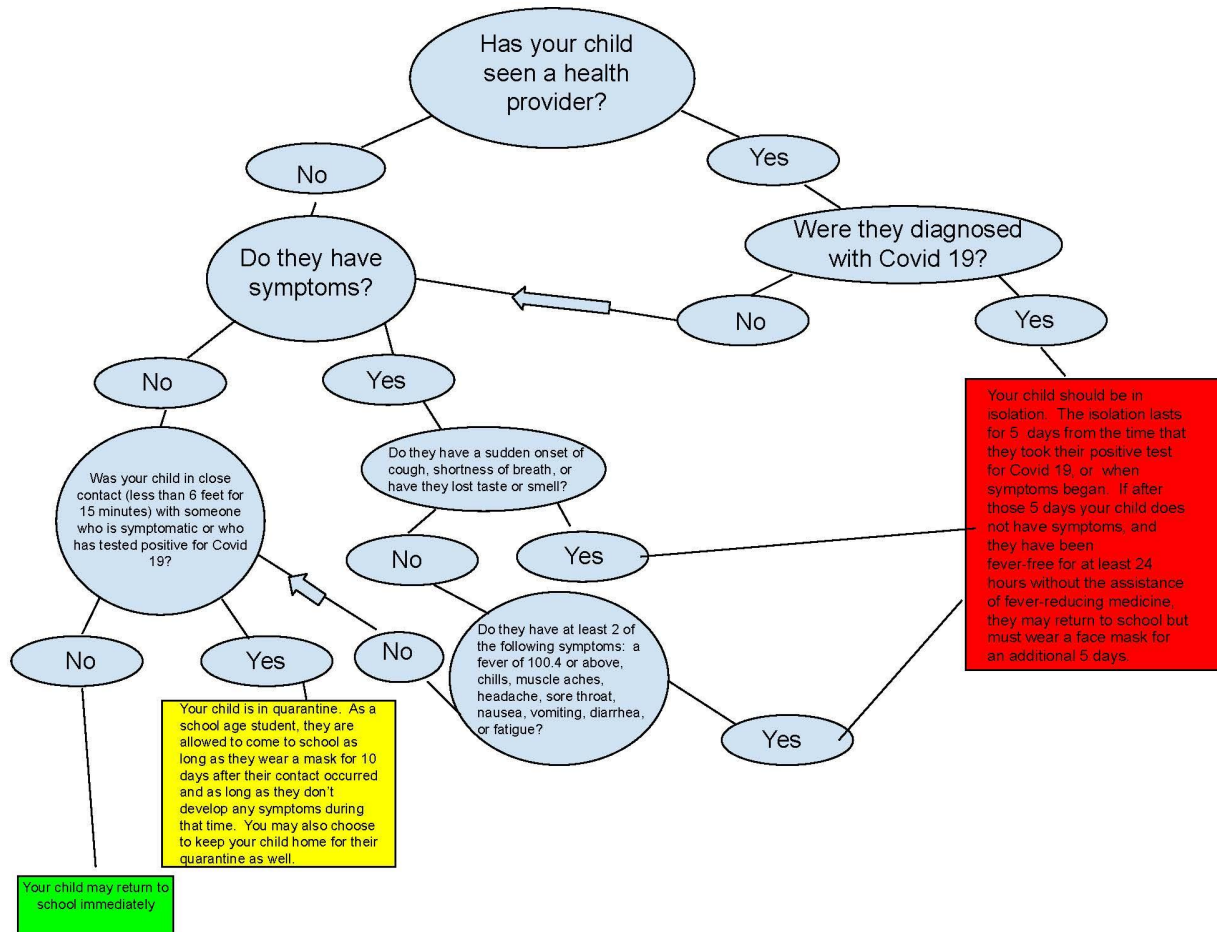 Has your child
seen a health
provider?
No
Yes
Were they diagnosed
with Covid 19?
Do they have
symptoms?
No
Yes
No
Yes
Your child should be in
isolation. The isolation lasts
for 5 days from the time that
they took their positive test
for Covid 19, or when
symptoms began. If after
those 5 days your child does
not have symptoms, and
they have been
fever-free for at least 24
hours without the assistance
of fever-reducing medicine,
they may return to school but
must wear a face mask for
an additional 5 days.
Do they have a sudden onset of
cough, shortness of breath, or
have they lost taste or smell?
Was your child in close
contact (less than 6 feet for
15 minutes) with someone
who is symptomatic or who
has tested positive for Covid
19?
No
Yes
Do they have at least 2 of
the following symptoms: a
fever of 100.4 or above,
chills, muscle aches,
headache, sore throat,
nausea, vomiting, diarrhea,
or fatigue?
No
Yes
No
Yes
Your child is in quarantine. As a
school age student, they are
allowed to come to school as
long as they wear a mask for 10
days after their contact occurred
and as long as they don't
develop any symptoms during
that time. You may also choose
to keep your child home for their
quarantine as well.
Your child may return to
school immediately